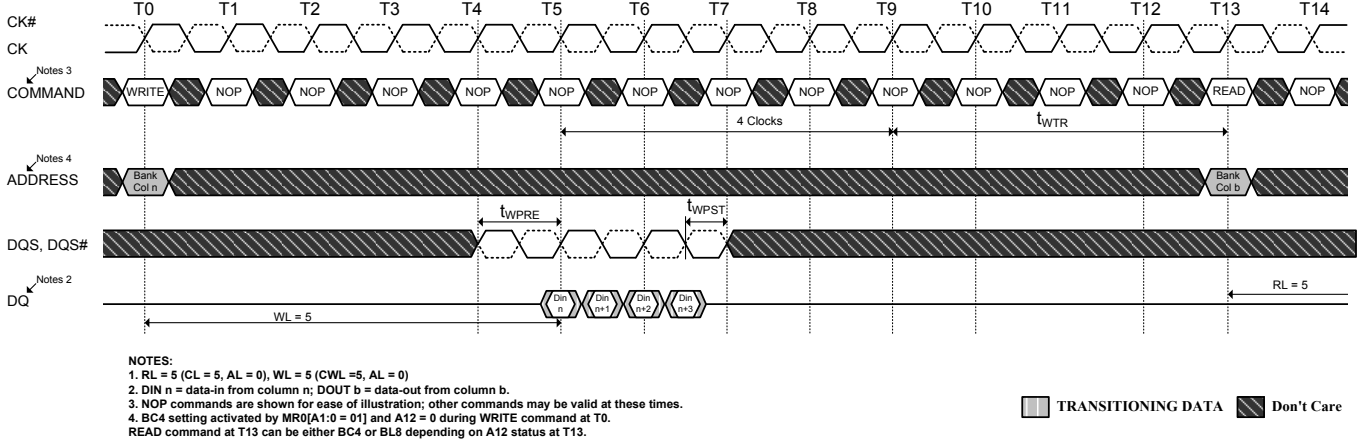 T0 T1 T2 T3 T4 T5 T6 T7 T8 T9 T10 T11 T12 T13 T14
CK#
CK
Notes 3
COMMAND
WRITE NOP NOP NOP NOP NOP NOP NOP NOP NOP NOP NOP NOP READ NOP
4 Clocks
tWTR
Notes 4
ADDRESS
Bank
Col n
Bank
Col b
tWPRE
tWPST
DQS, DQS#
Notes 2
DQ
Din
n
Din
n+1
Din
n+2
Din
n+3
RL = 5
WL = 5
NOTES:
1. RL = 5 (CL = 5, AL = 0), WL = 5 (CWL =5, AL = 0)
2. DIN n = data-in from column n; DOUT b = data-out from column b.
3. NOP commands are shown for ease of illustration; other commands may be valid at these times.
4. BC4 setting activated by MR0[A1:0 = 01] and A12 = 0 during WRITE command at T0.
READ command at T13 can be either BC4 or BL8 depending on A12 status at T13.
TRANSITIONING DATA
Don't Care